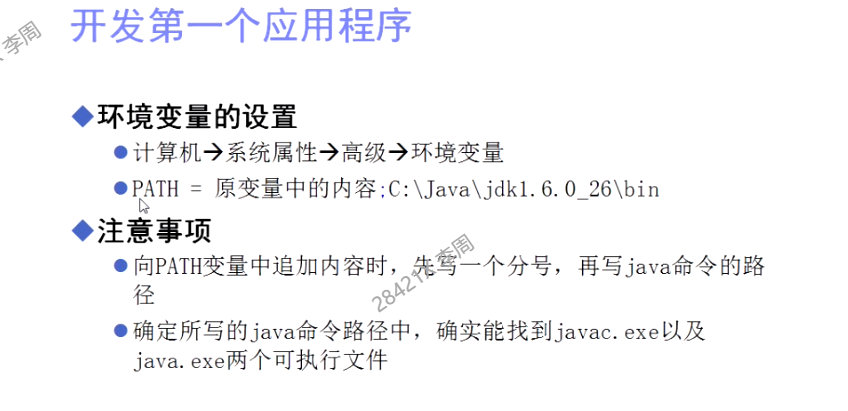 开发第一个应用程序
李周
◆环境变量的设置
●计算机→系统属性→高级→环境变量
●PATH = 原变量中的内容;C:\Java\jdk1.6.0_26\bin
◆注意事项
●向PATH变量中追加内容时，先写一个分号，再写java命令的路
径
28421 李周
●确定所写的java命令路径中，确实能找到javac.exe以及
java.exe两个可执行文件